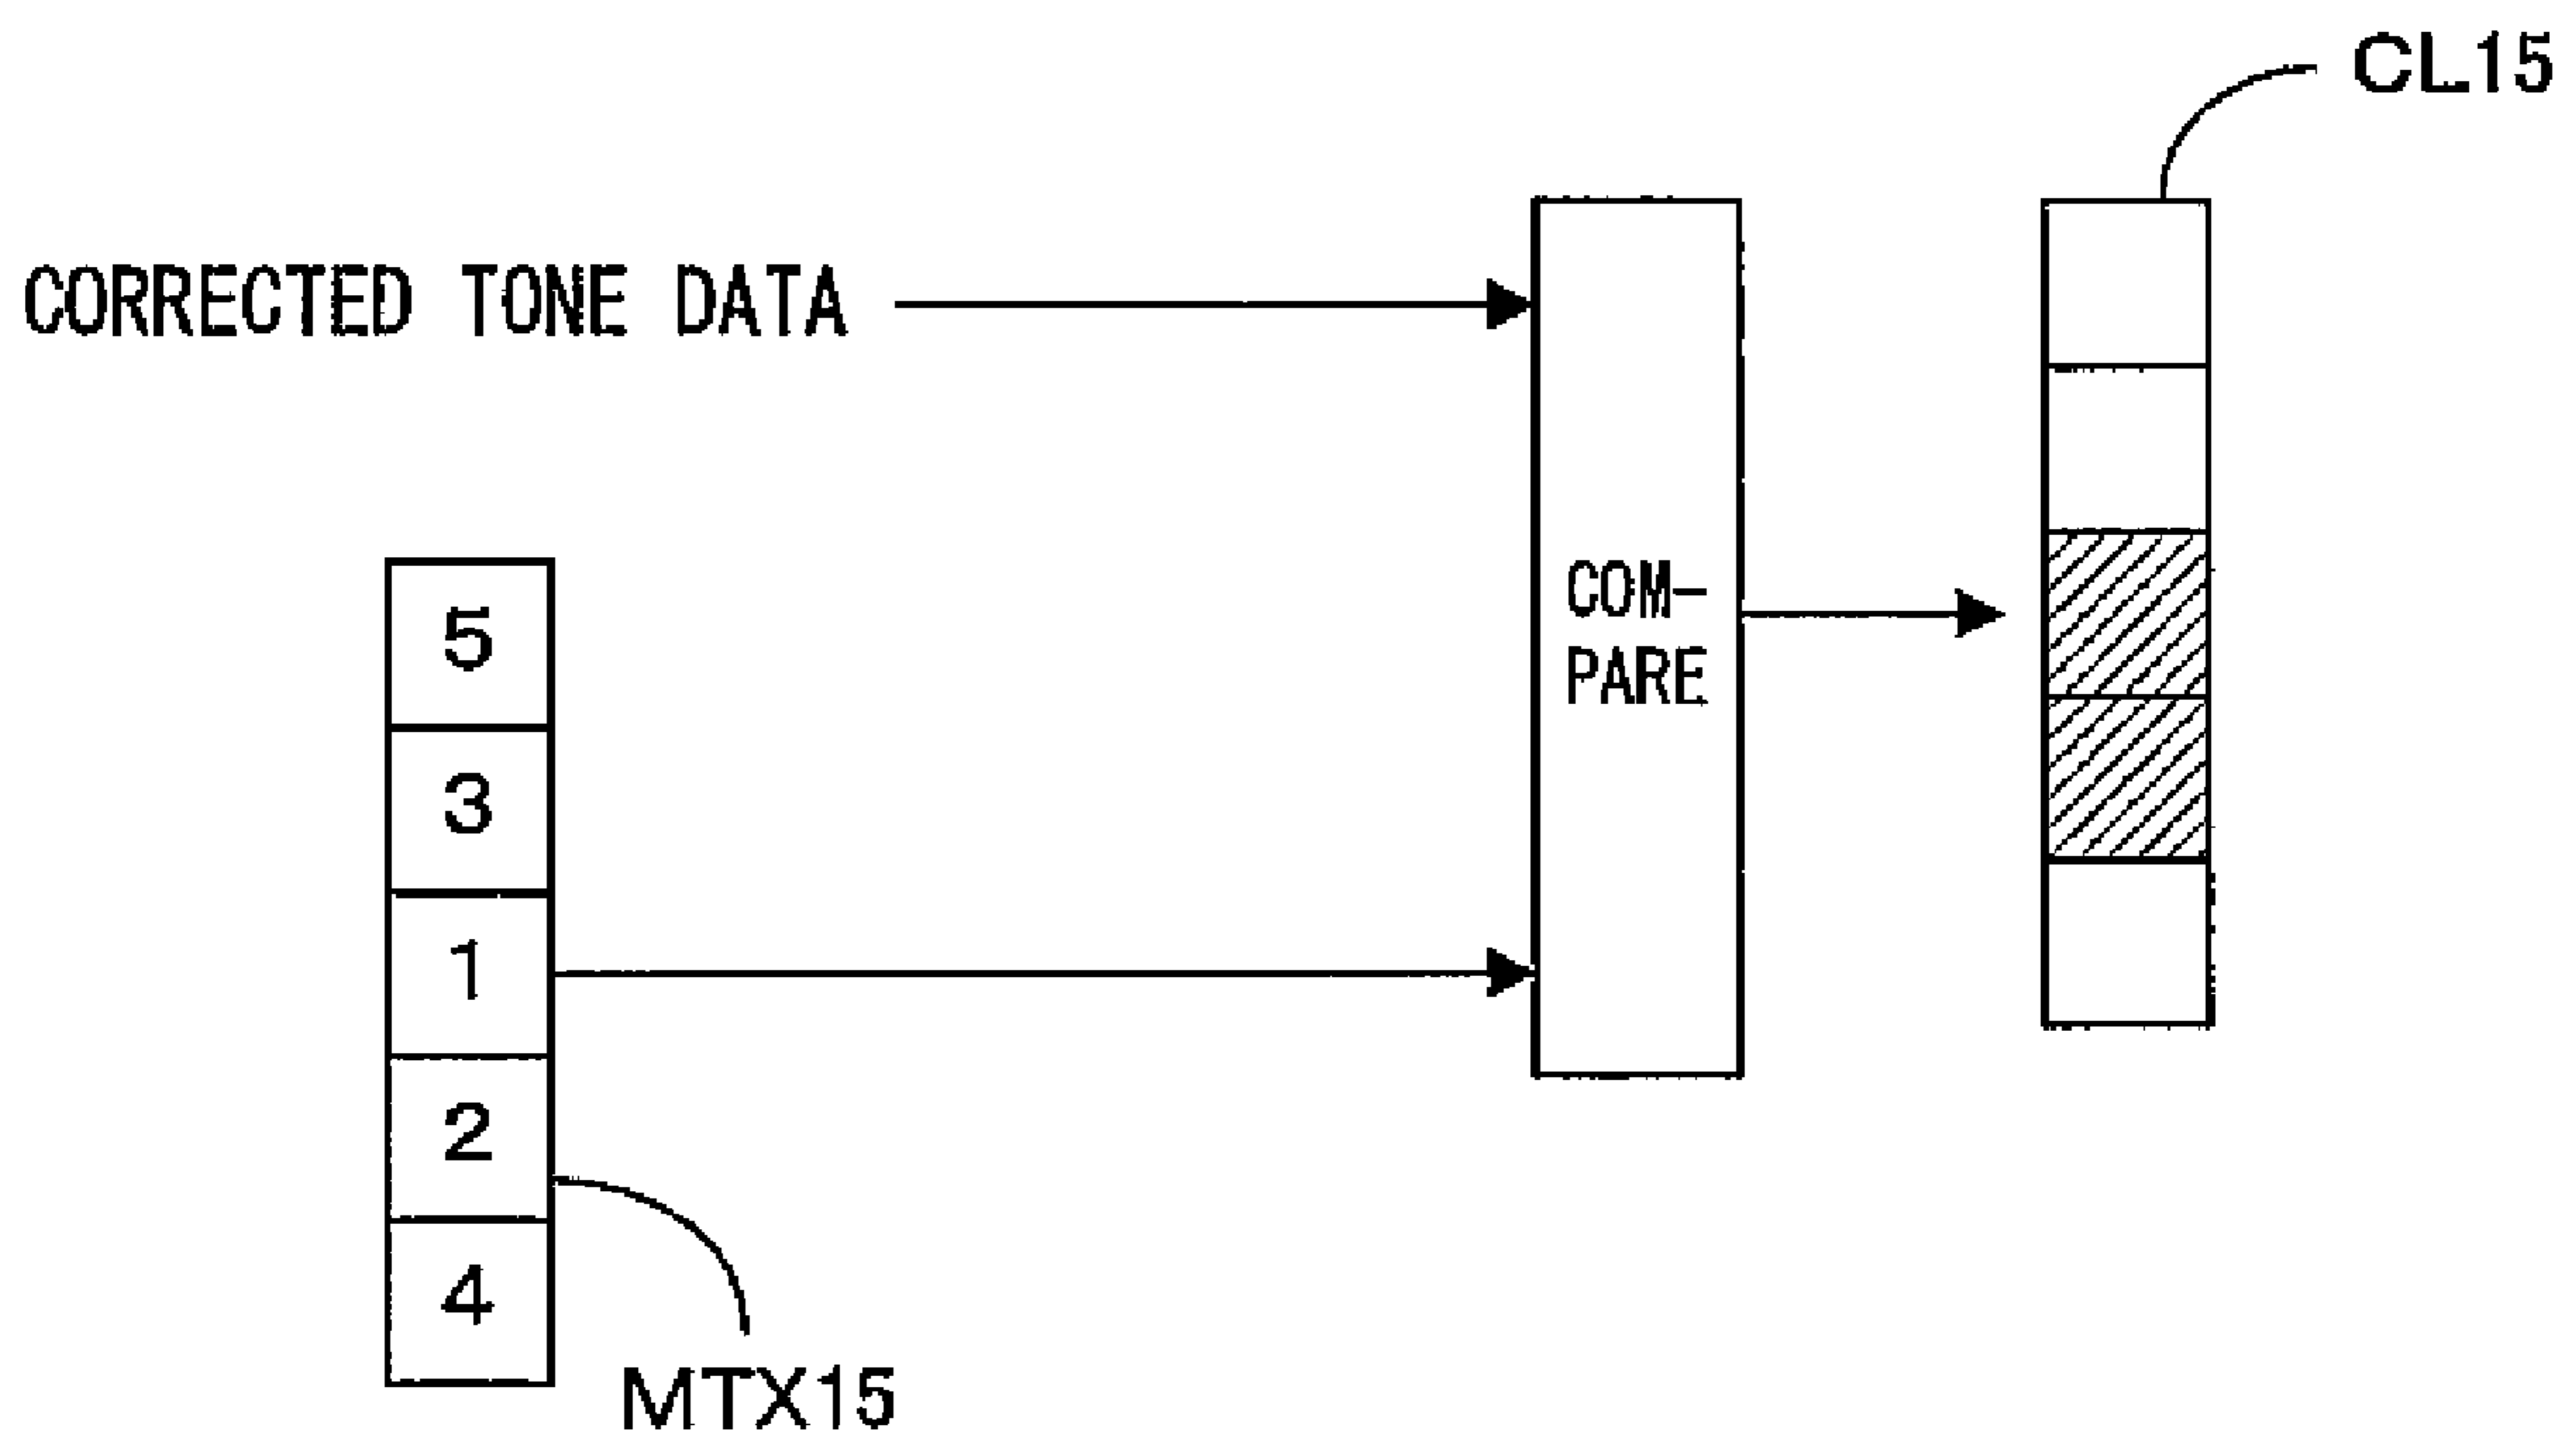 CL15
CORRECTED TONE DATA
COM-
PARE
5
3
1
2
4
MTX15